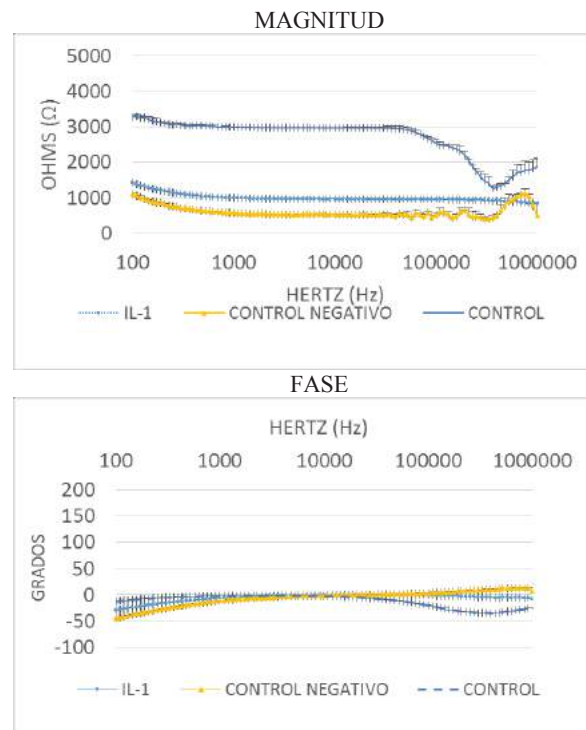 MAGNITUD
OHMS (Ω)
5000
4000
3000
2000
1000
0
100 1000 10000 100000 1000000
HERTZ (Hz)
IL-1 CONTROL NEGATIVO CONTROL
FASE
HERTZ (Hz)
100 1000 10000 100000 1000000
GRADOS
200
150
100
50
0
-50
-100
IL-1 CONTROL NEGATIVO CONTROL